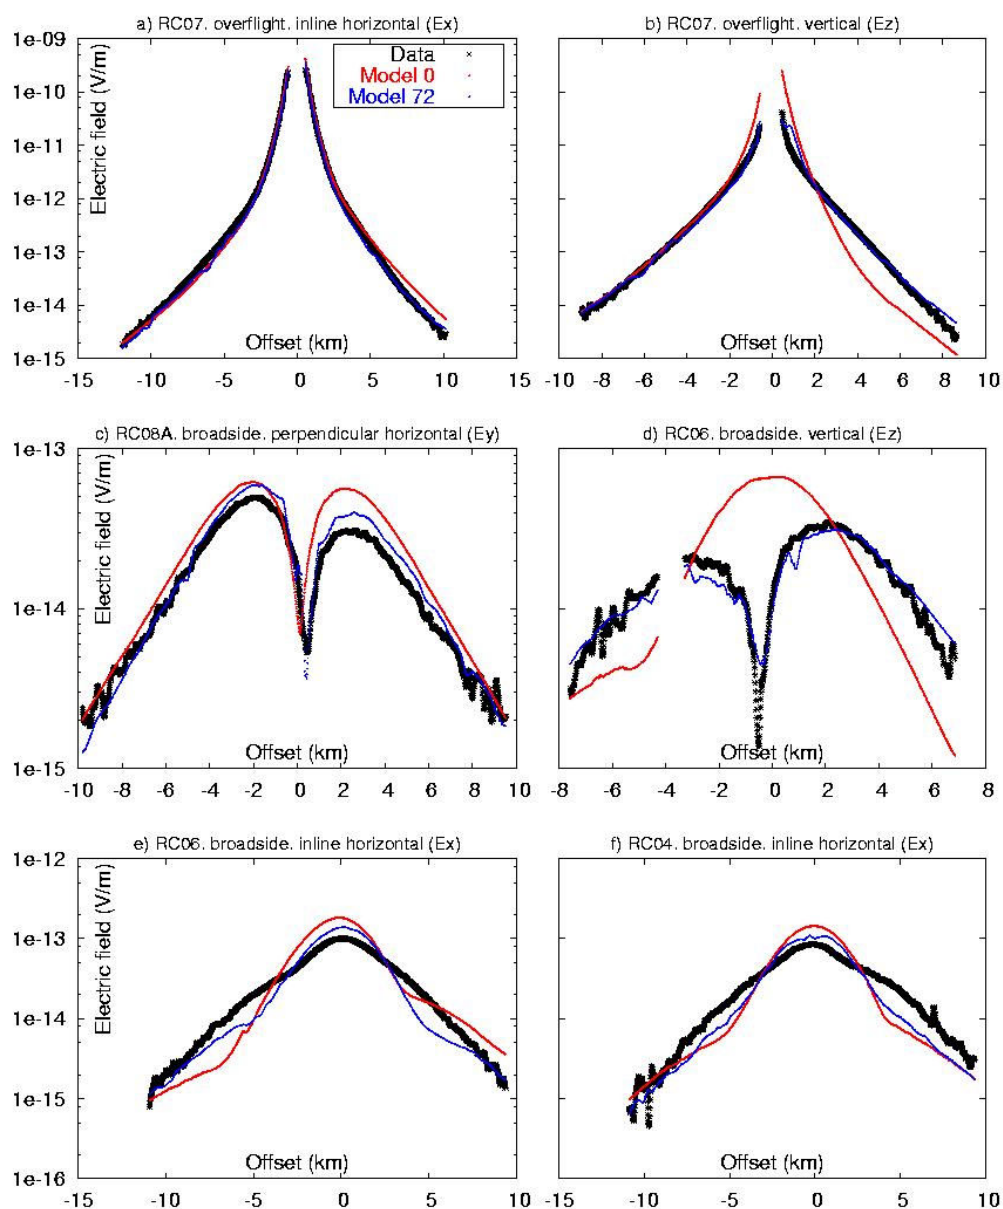 a) RC07. overflight. inline horizontal (Ex)
b) RC07. overflight. vertical (Ez)
1e-09
1e-10
1e-11
1e-12
1e-13
1e-14
1e-15
Electric field (V/m)
Data
Model 0
Model 72
Offset (km)
-15 -10 -5 0 5 10 15
Offset (km)
-10 -8 -6 -4 -2 0 2 4 6 8 10
c) RC08A. broadside. perpendicular horizontal (Ey)
d) RC06. broadside. vertical (Ez)
1e-13
1e-14
1e-15
Electric field (V/m)
Offset (km)
-10 -8 -6 -4 -2 0 2 4 6 8 10
Offset (km)
-8 -6 -4 -2 0 2 4 6 8
e) RC06. broadside. inline horizontal (Ex)
f) RC04. broadside. inline horizontal (Ex)
1e-12
1e-13
1e-14
1e-15
1e-16
Electric field (V/m)
Offset (km)
-15 -10 -5 0 5 10
Offset (km)
-15 -10 -5 0 5 10